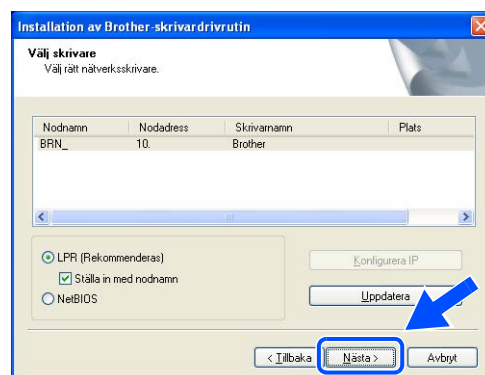 Installation av Brother-skrivardrivrutin
Välj skrivare
Välj rätt nätverksskrivare.
Nodnamn Nodadress Skrivarnamn Plats
BRN_ 10. Brother
LPR (Rekommenderas)
Ställa in med nodnamn
NetBIOS
Konfigurera IP
Uppdatera
< Tillbaka
Nästa >
Avbryt